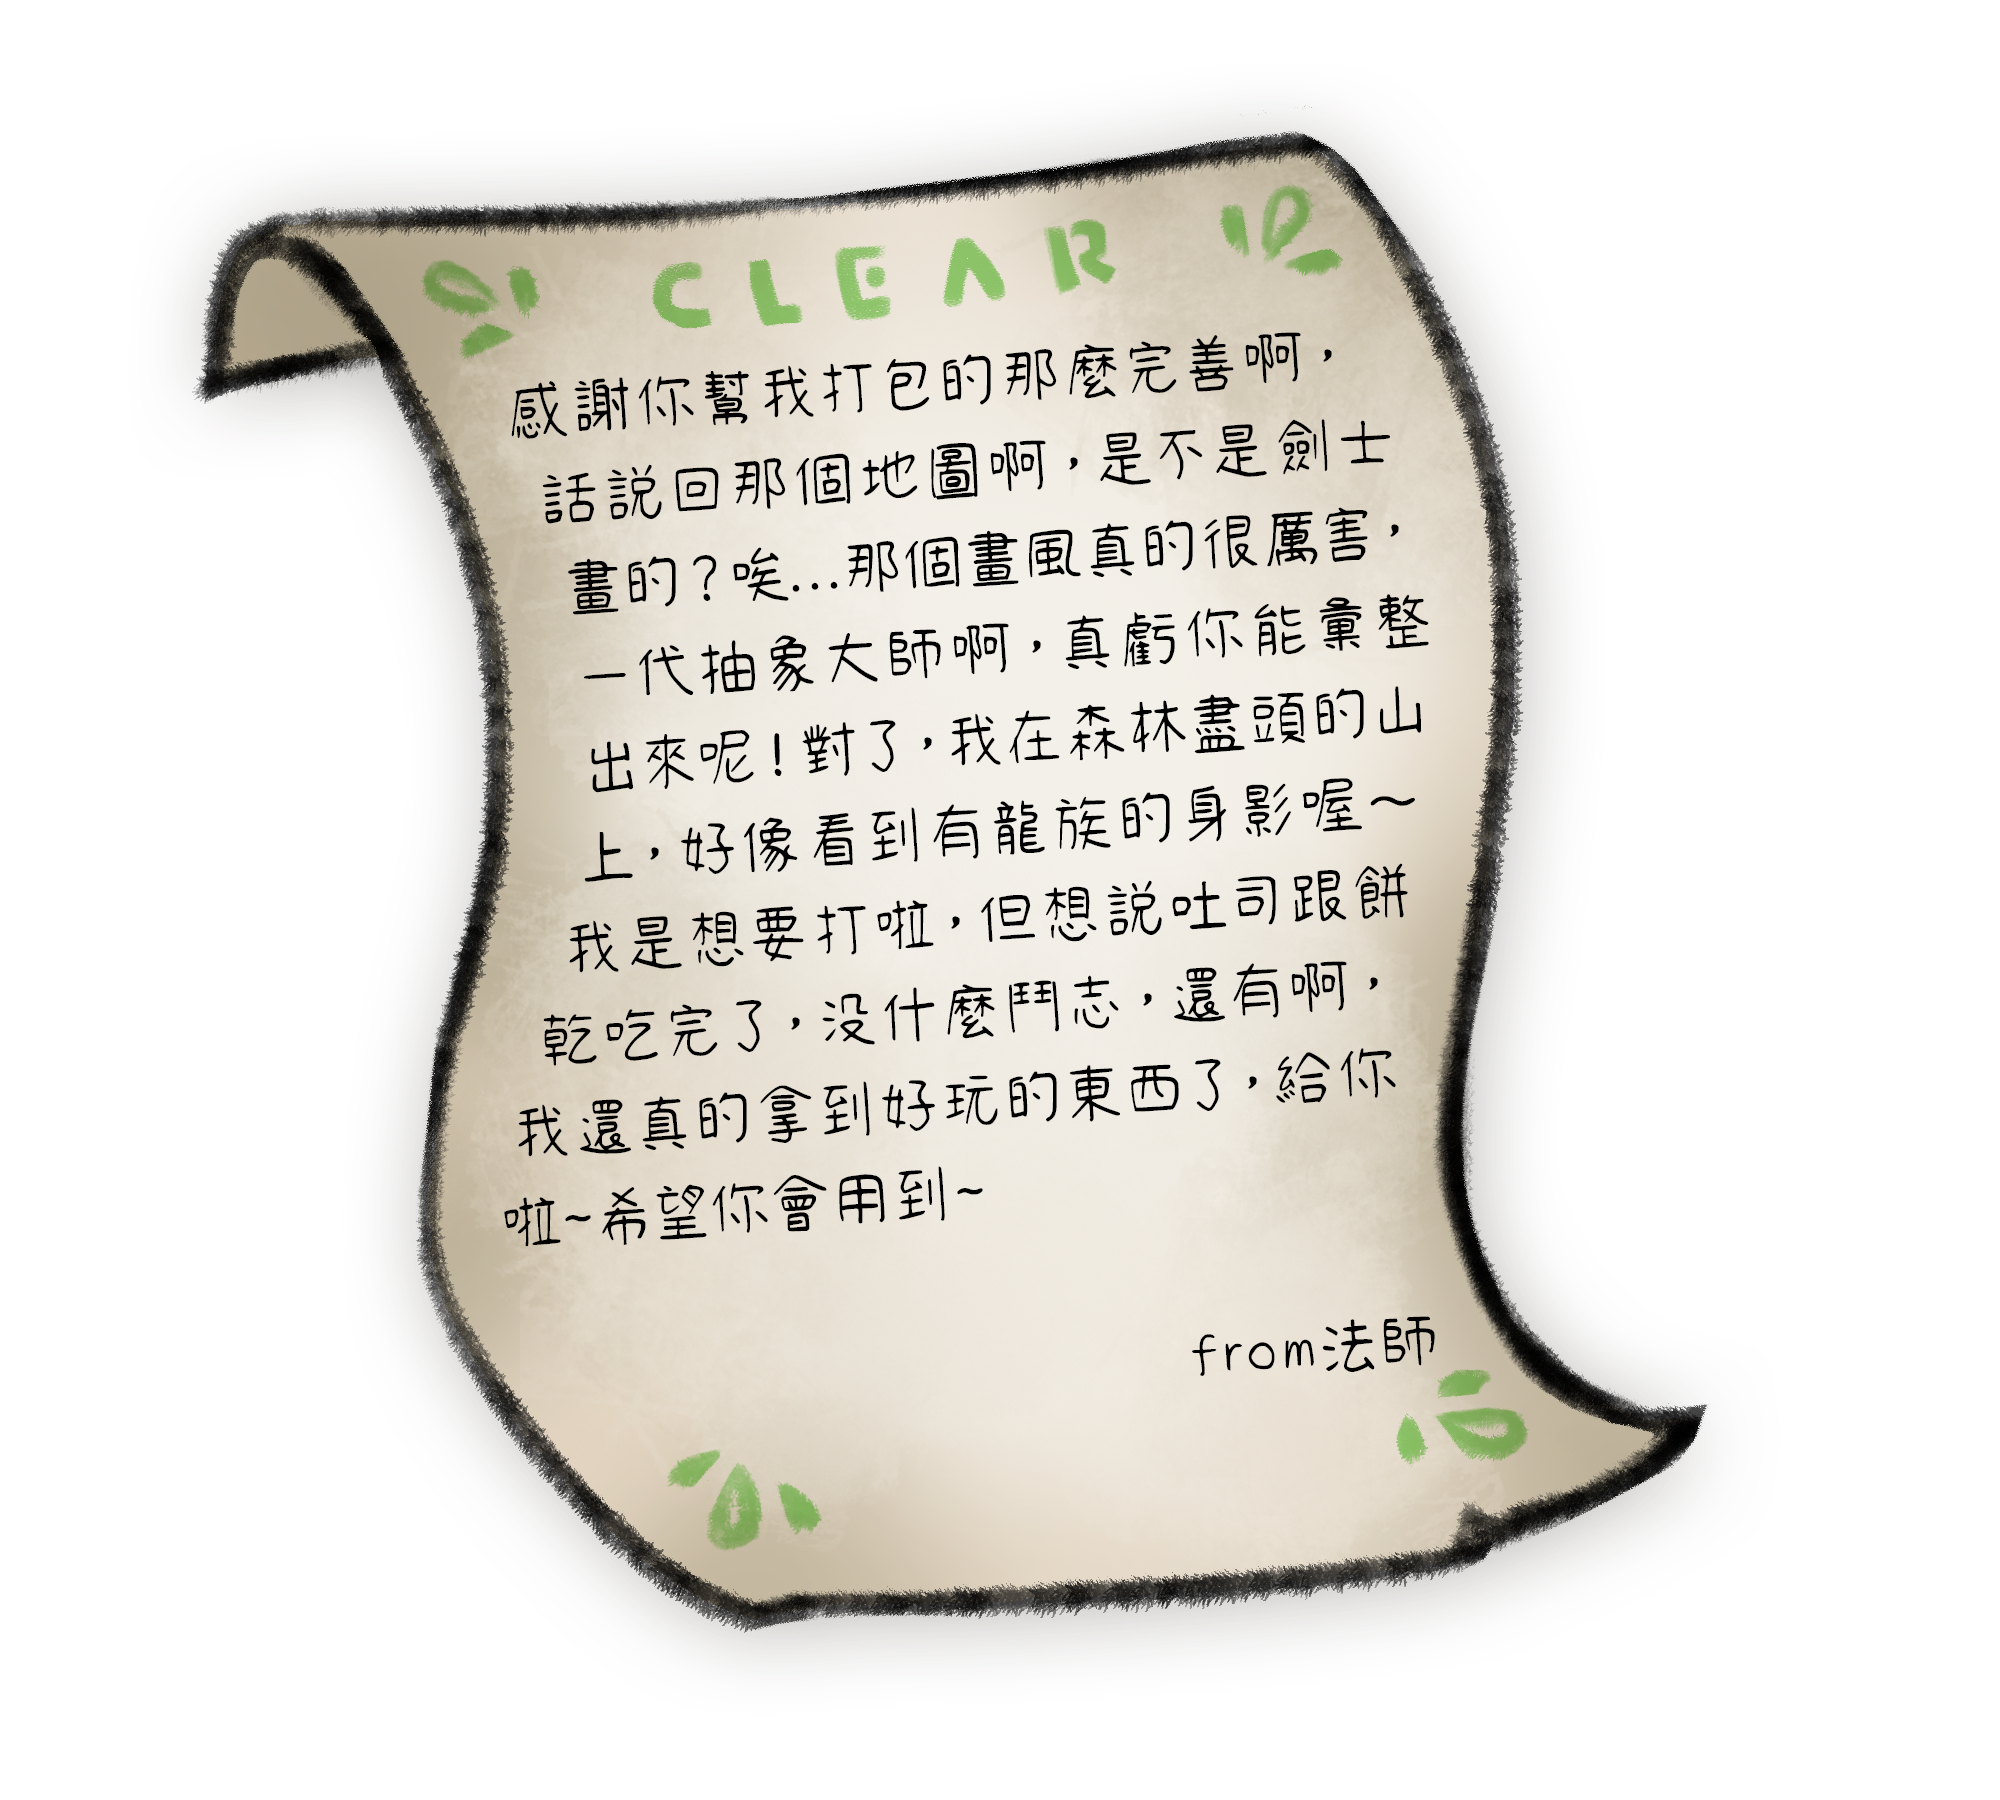 CLEAR
感謝你幫我打包的那麼完善啊，
話說回那個地圖啊，是不是劍士
畫的？唉...那個畫風真的很厲害，
一代抽象大師啊，真虧你能彙整
出來呢！對了，我在森林盡頭的山
上，好像看到有龍族的身影喔～
我是想要打啦，但想說吐司跟餅
乾吃完了，沒什麼鬥志，還有啊，
我還真的拿到好玩的東西了，給你
啦~希望你會用到~
from法師